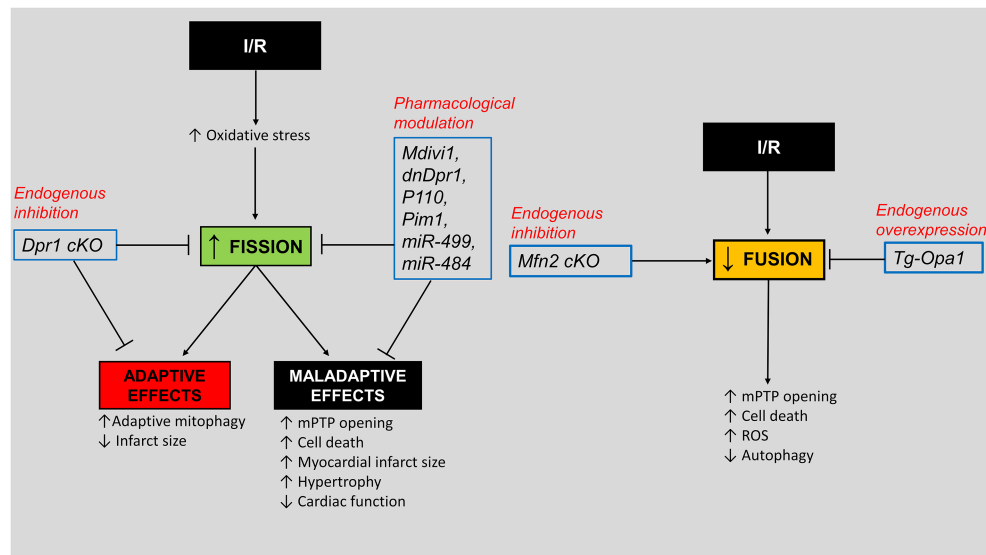 I/R
↑ Oxidative stress
Pharmacological
modulation
Mdivi1,
dnDpr1,
P110,
Pim1,
miR-499,
miR-484
Endogenous
inhibition
Dpr1 cKO
↑ FISSION
ADAPTIVE
EFFECTS
↑Adaptive mitophagy
↓ Infarct size
MALADAPTIVE
EFFECTS
↑ mPTP opening
↑ Cell death
↑ Myocardial infarct size
↑ Hypertrophy
↓ Cardiac function
I/R
Endogenous
inhibition
Mfn2 cKO
↓ FUSION
Endogenous
overexpression
Tg-Opa1
↑ mPTP opening
↑ Cell death
↑ ROS
↓ Autophagy